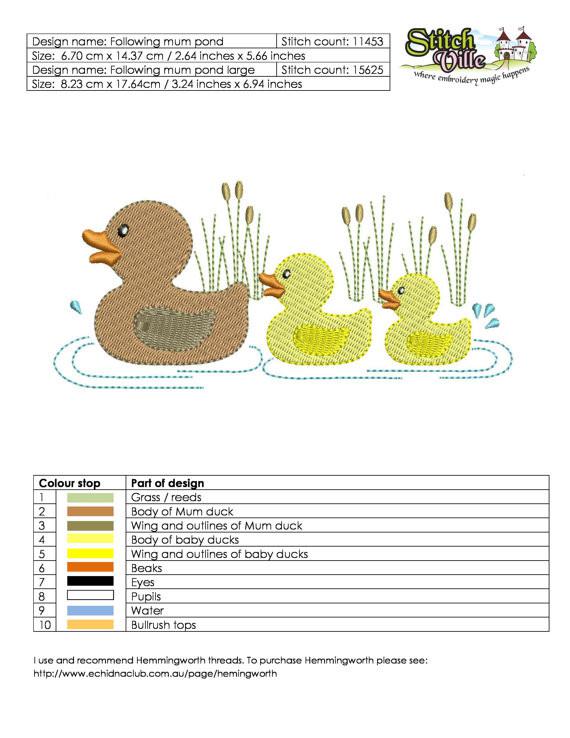 Design name: Following mum pond Stitch count: 11453
Size: 6.70 cm x 14.37 cm / 2.64 inches x 5.66 inches
Design name: Following mum pond large Stitch count: 15625
Size: 8.23 cm x 17.64cm / 3.24 inches x 6.94 inches
Stitch
Ville
where embroidery magic happens
Colour stop Part of design
1 Grass / reeds
2 Body of Mum duck
3 Wing and outlines of Mum duck
4 Body of baby ducks
5 Wing and outlines of baby ducks
6 Beaks
7 Eyes
8 Pupils
9 Water
10 Bullrush tops
I use and recommend Hemmingworth threads. To purchase Hemmingworth please see:
http://www.echidnaclub.com.au/page/hemingworth